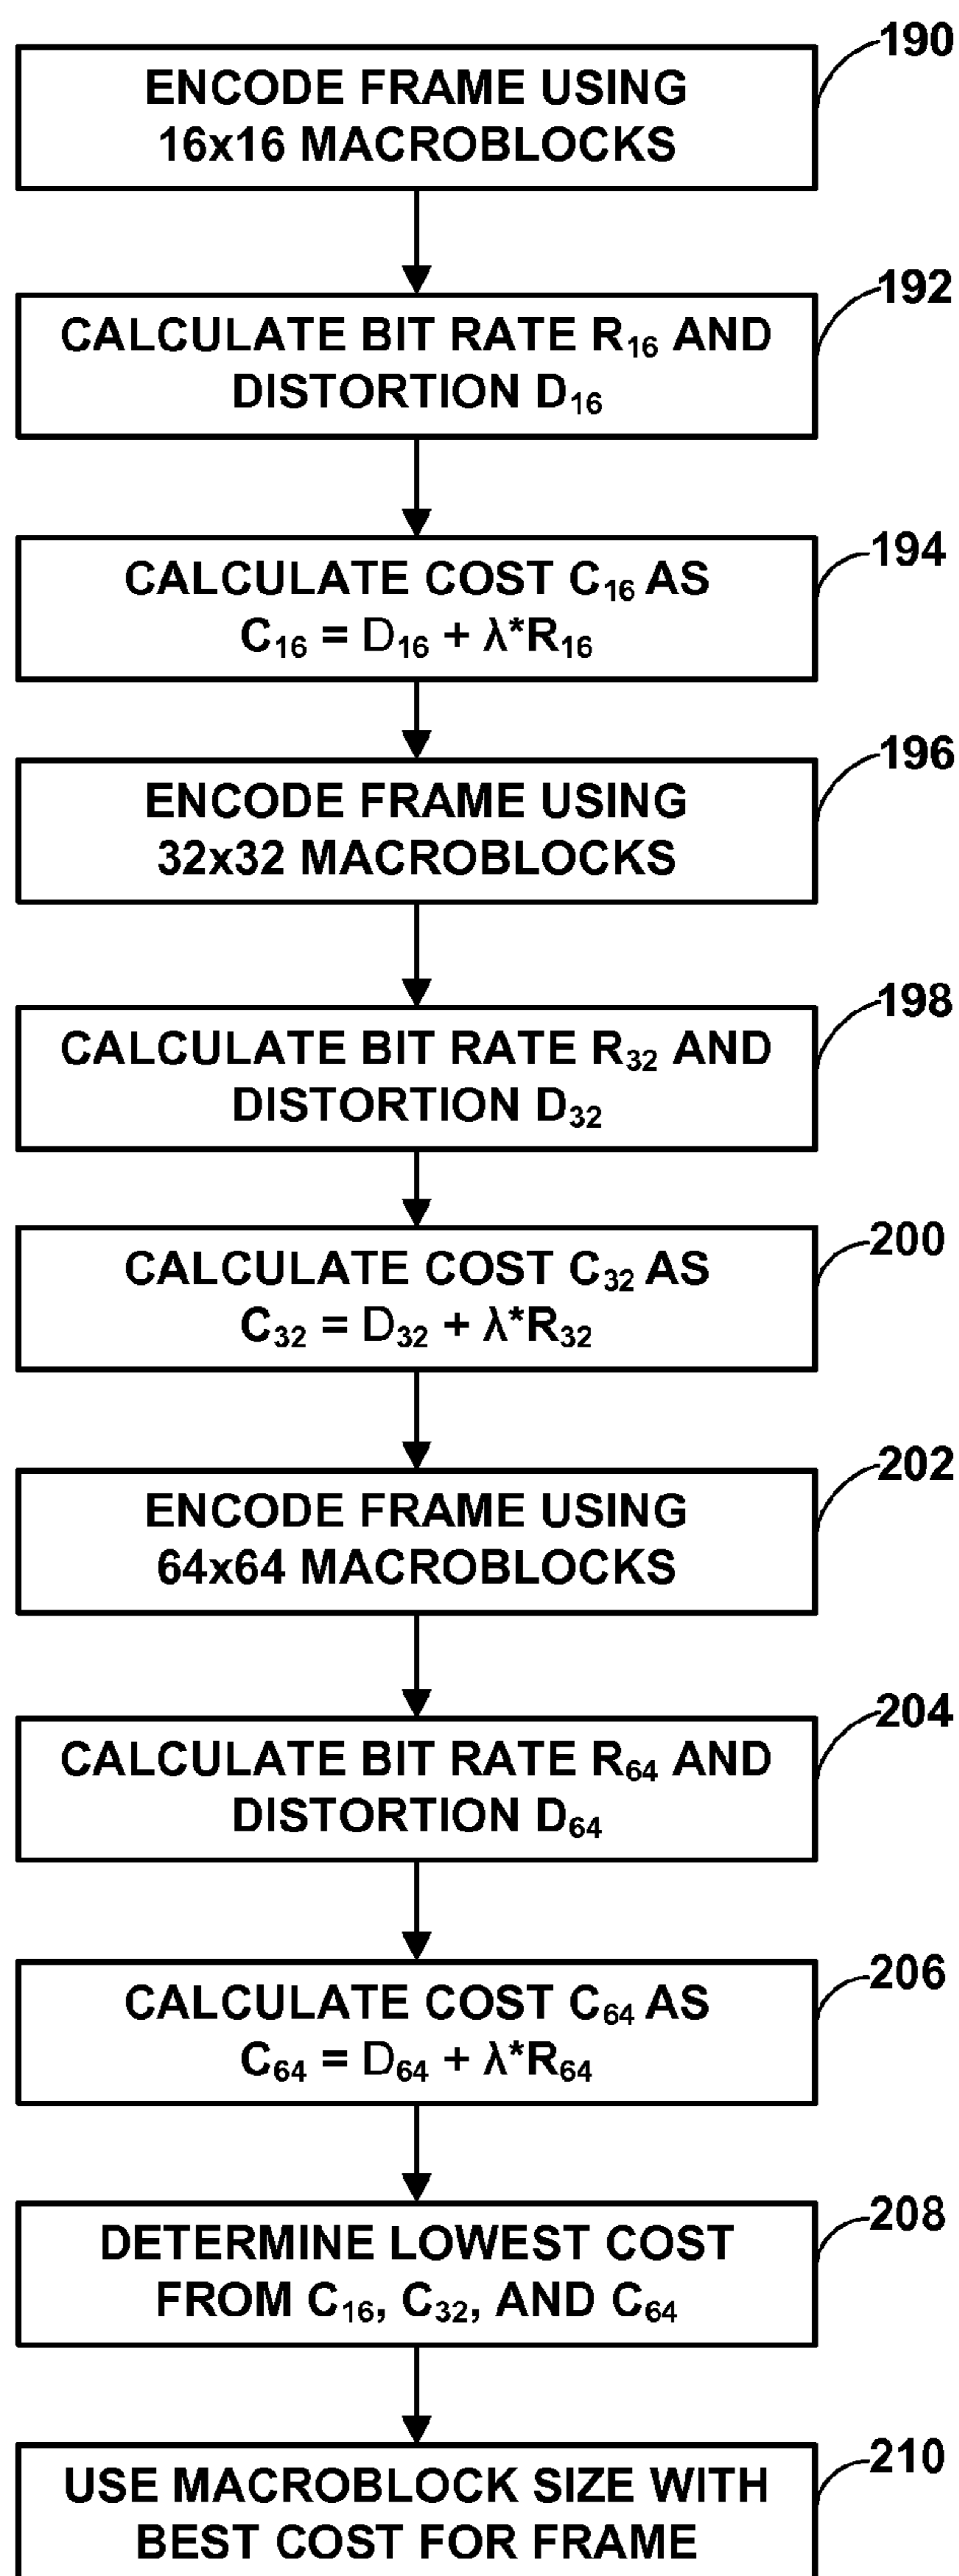 190
ENCODE FRAME USING
16x16 MACROBLOCKS
192
CALCULATE BIT RATE R₁₆ AND
DISTORTION D₁₆
194
CALCULATE COST C₁₆ AS
C₁₆ = D₁₆ + λ*R₁₆
196
ENCODE FRAME USING
32x32 MACROBLOCKS
198
CALCULATE BIT RATE R₃₂ AND
DISTORTION D₃₂
200
CALCULATE COST C₃₂ AS
C₃₂ = D₃₂ + λ*R₃₂
202
ENCODE FRAME USING
64x64 MACROBLOCKS
204
CALCULATE BIT RATE R₆₄ AND
DISTORTION D₆₄
206
CALCULATE COST C₆₄ AS
C₆₄ = D₆₄ + λ*R₆₄
208
DETERMINE LOWEST COST
FROM C₁₆, C₃₂, AND C₆₄
210
USE MACROBLOCK SIZE WITH
BEST COST FOR FRAME